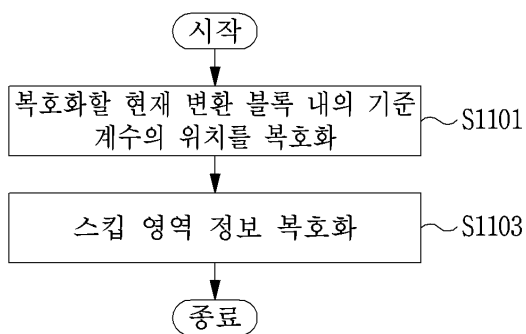 시작
복호화할 현재 변환 블록 내의 기준
계수의 위치를 복호화
S1101
스킵 영역 정보 복호화
S1103
종료